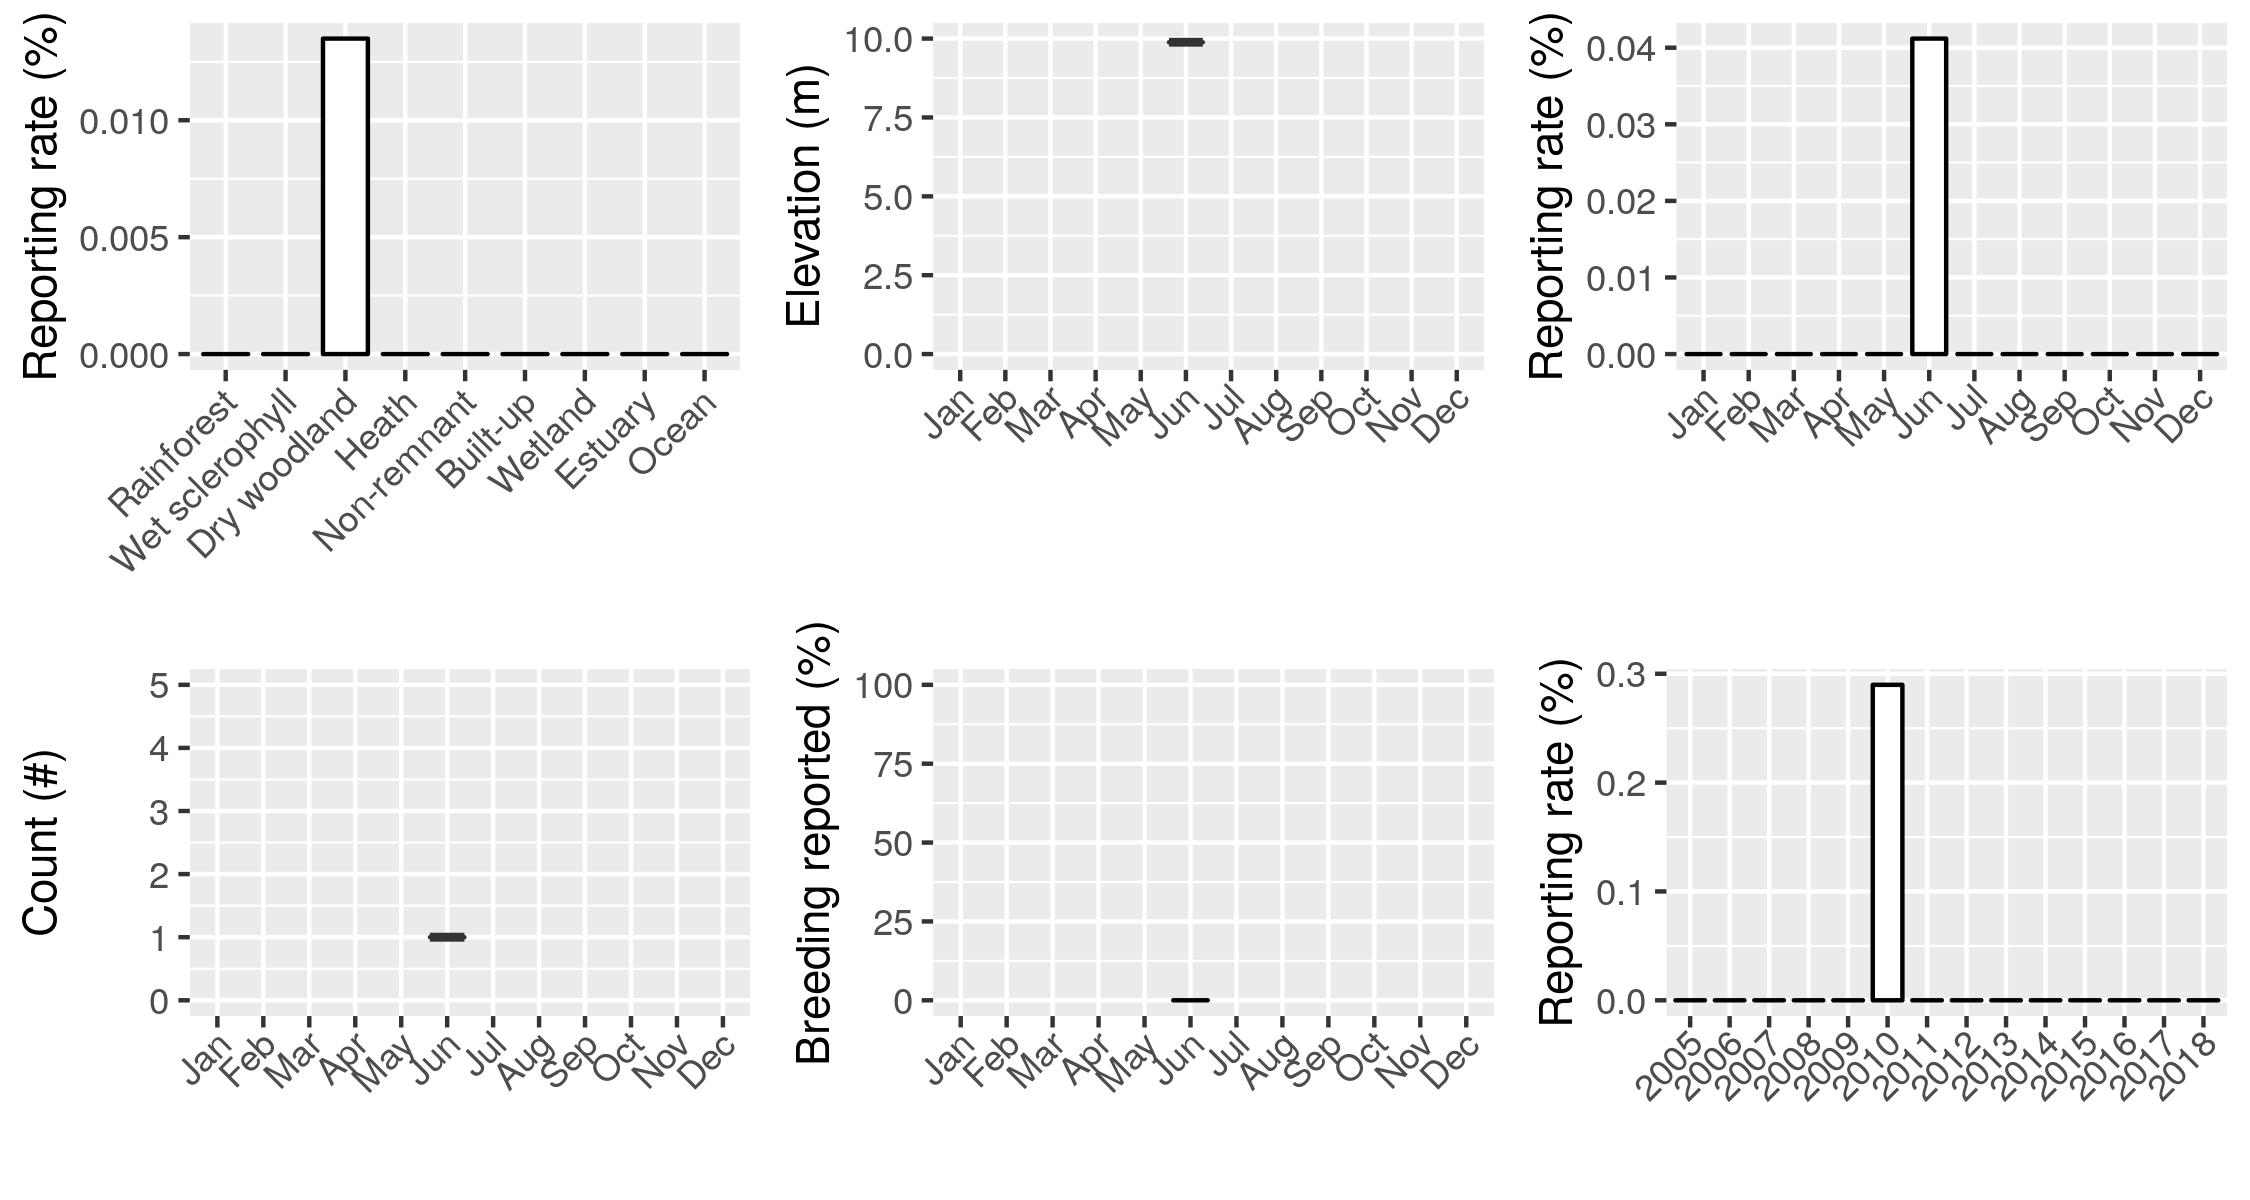 Reporting rate (%)
0.010
0.005
0.000
Rainforest
Wet sclerophyll
Dry woodland
Heath
Non-remnant
Built-up
Wetland
Estuary
Ocean
Elevation (m)
10.0
7.5
5.0
2.5
0.0
Jan
Feb
Mar
Apr
May
Jun
Jul
Aug
Sep
Oct
Nov
Dec
Reporting rate (%)
0.04
0.03
0.02
0.01
0.00
Jan
Feb
Mar
Apr
May
Jun
Jul
Aug
Sep
Oct
Nov
Dec
Count (#)
5
4
3
2
1
0
Jan
Feb
Mar
Apr
May
Jun
Jul
Aug
Sep
Oct
Nov
Dec
Breeding reported (%)
100
75
50
25
0
Jan
Feb
Mar
Apr
May
Jun
Jul
Aug
Sep
Oct
Nov
Dec
Reporting rate (%)
0.3
0.2
0.1
0.0
2005
2006
2007
2008
2009
2010
2011
2012
2013
2014
2015
2016
2017
2018